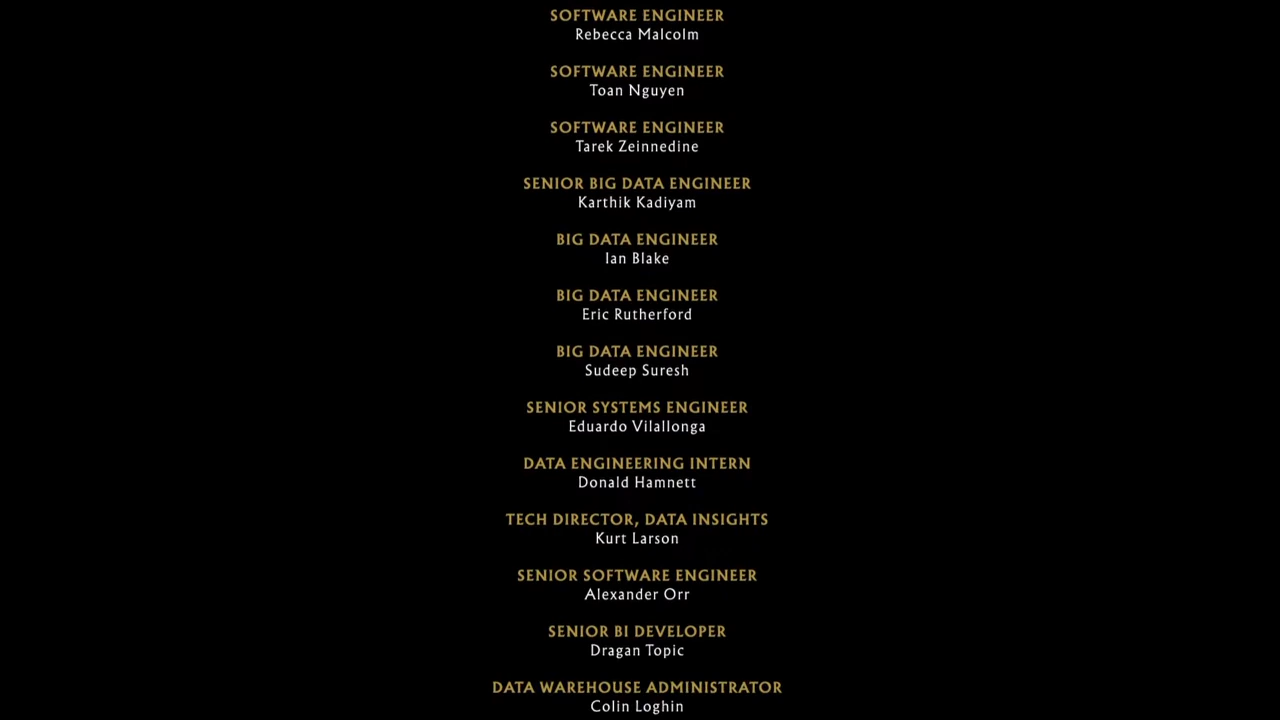 SOFTWARE ENGINEER
Rebecca Malcolm
SOFTWARE ENGINEER
Toan Nguyen
SOFTWARE ENGINEER
Tarek Zeinnedine
SENIOR BIG DATA ENGINEER
Karthik Kadiyam
BIG DATA ENGINEER
Ian Blake
BIG DATA ENGINEER
Eric Rutherford
BIG DATA ENGINEER
Sudeep Suresh
SENIOR SYSTEMS ENGINEER
Eduardo Vilallonga
DATA ENGINEERING INTERN
Donald Hamnett
TECH DIRECTOR, DATA INSIGHTS
Kurt Larson
SENIOR SOFTWARE ENGINEER
Alexander Orr
SENIOR BI DEVELOPER
Dragan Topic
DATA WAREHOUSE ADMINISTRATOR
Colin Loghin